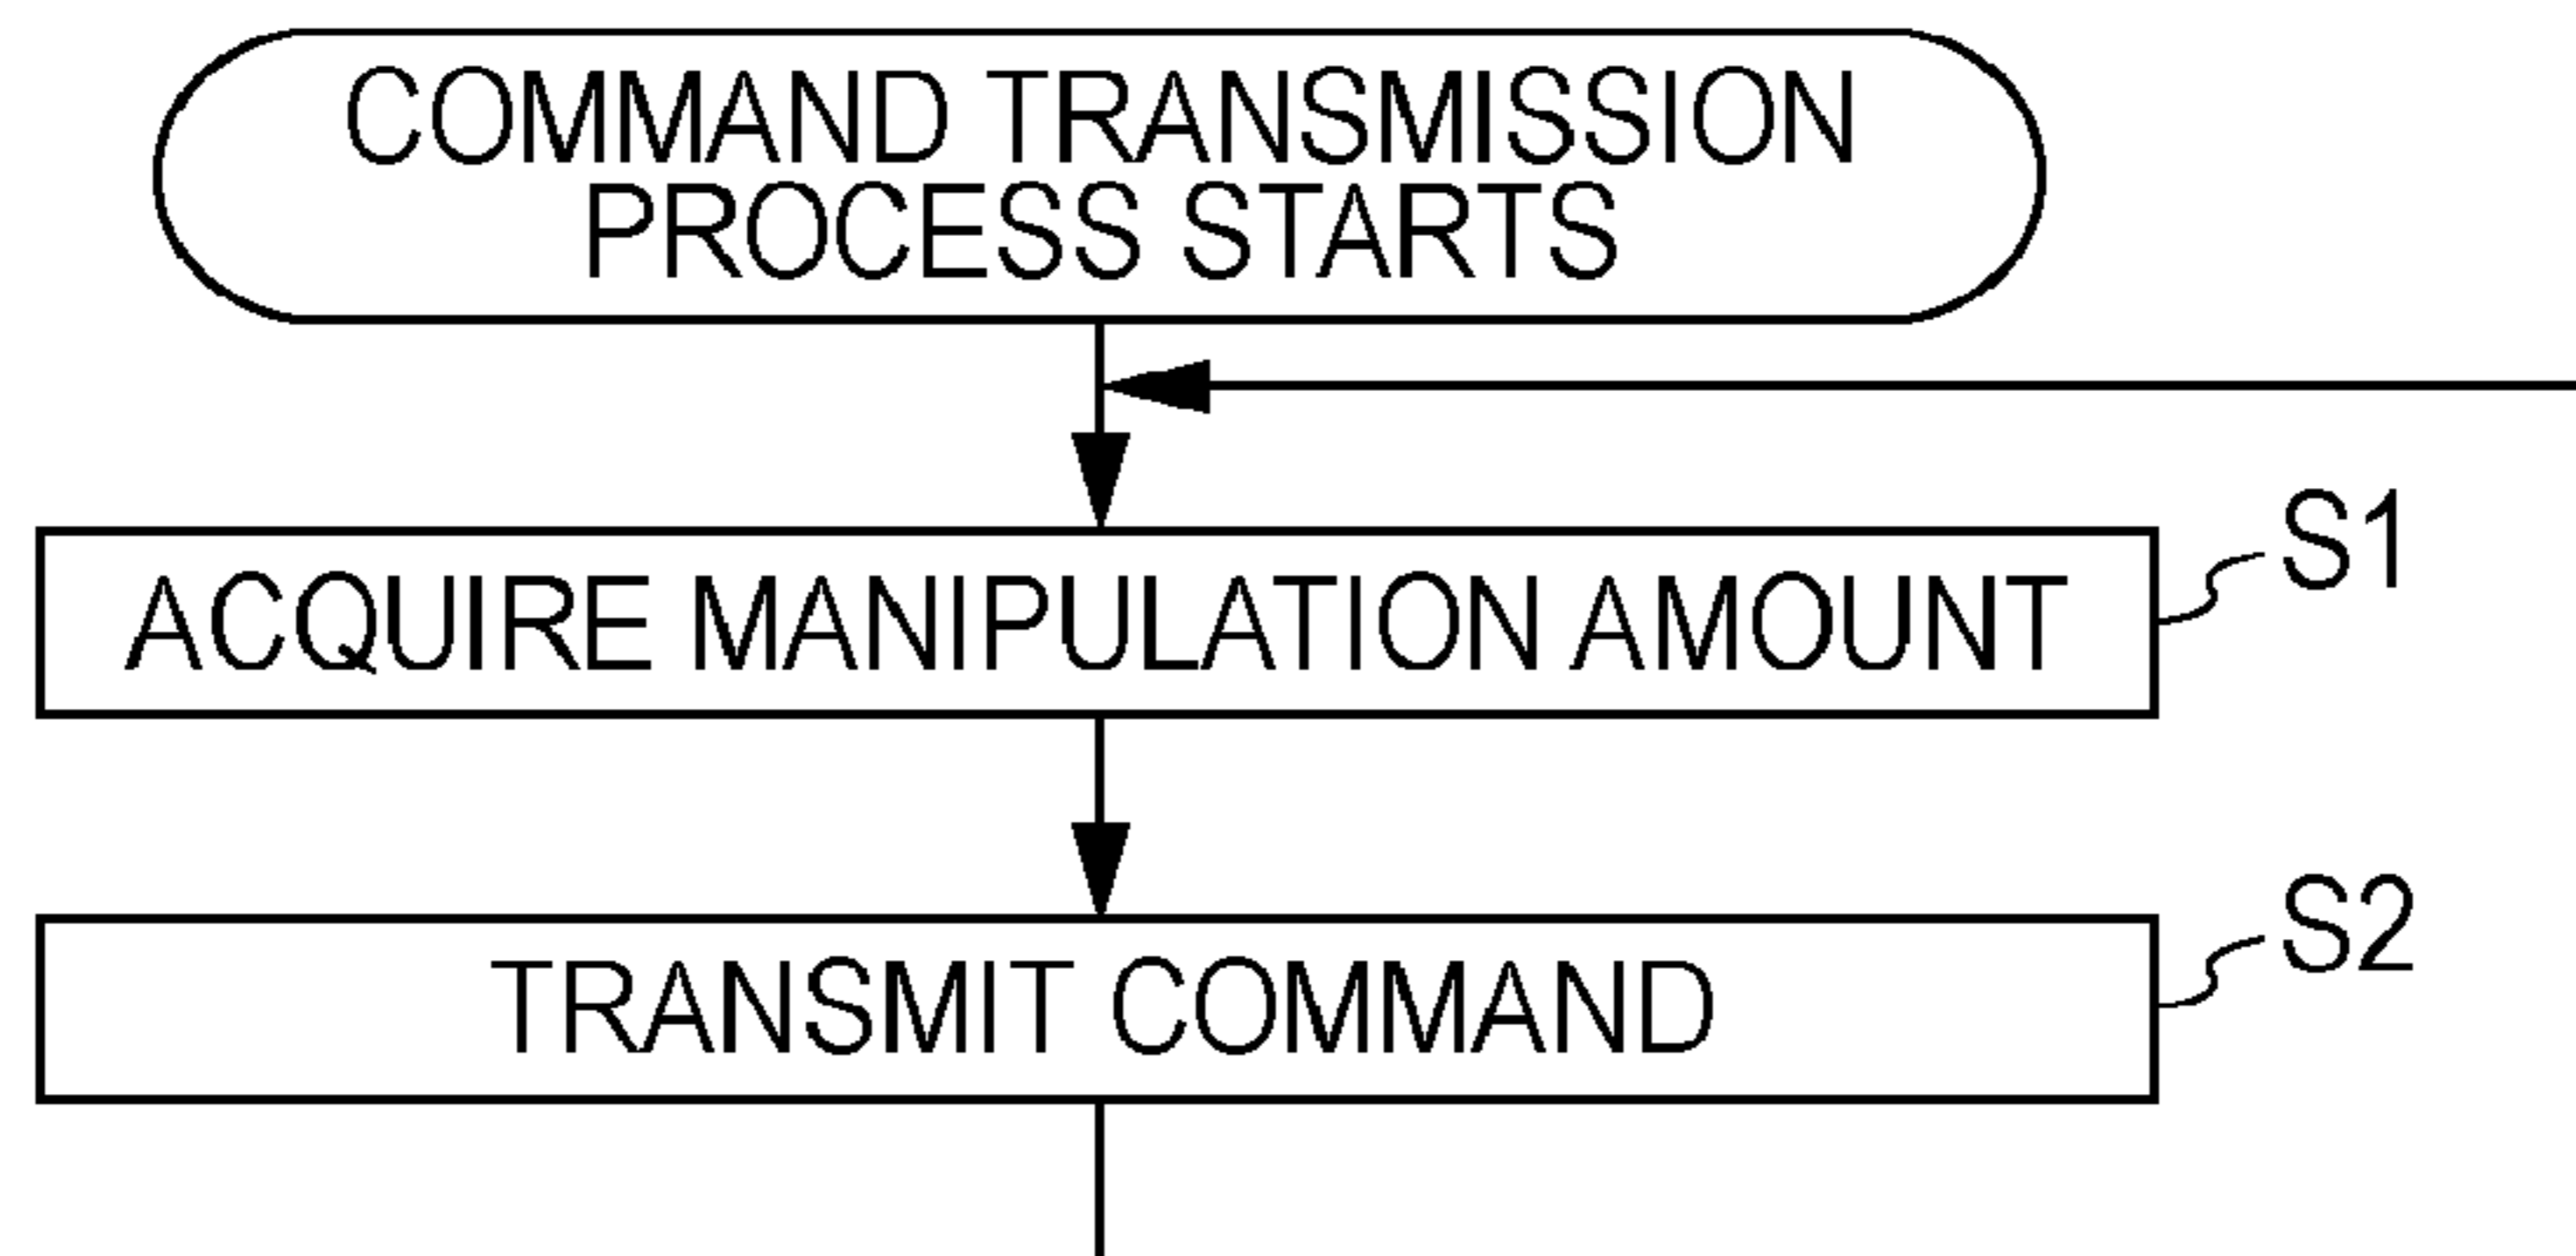 COMMAND TRANSMISSION
PROCESS STARTS
S1
ACQUIRE MANIPULATION AMOUNT
S2
TRANSMIT COMMAND